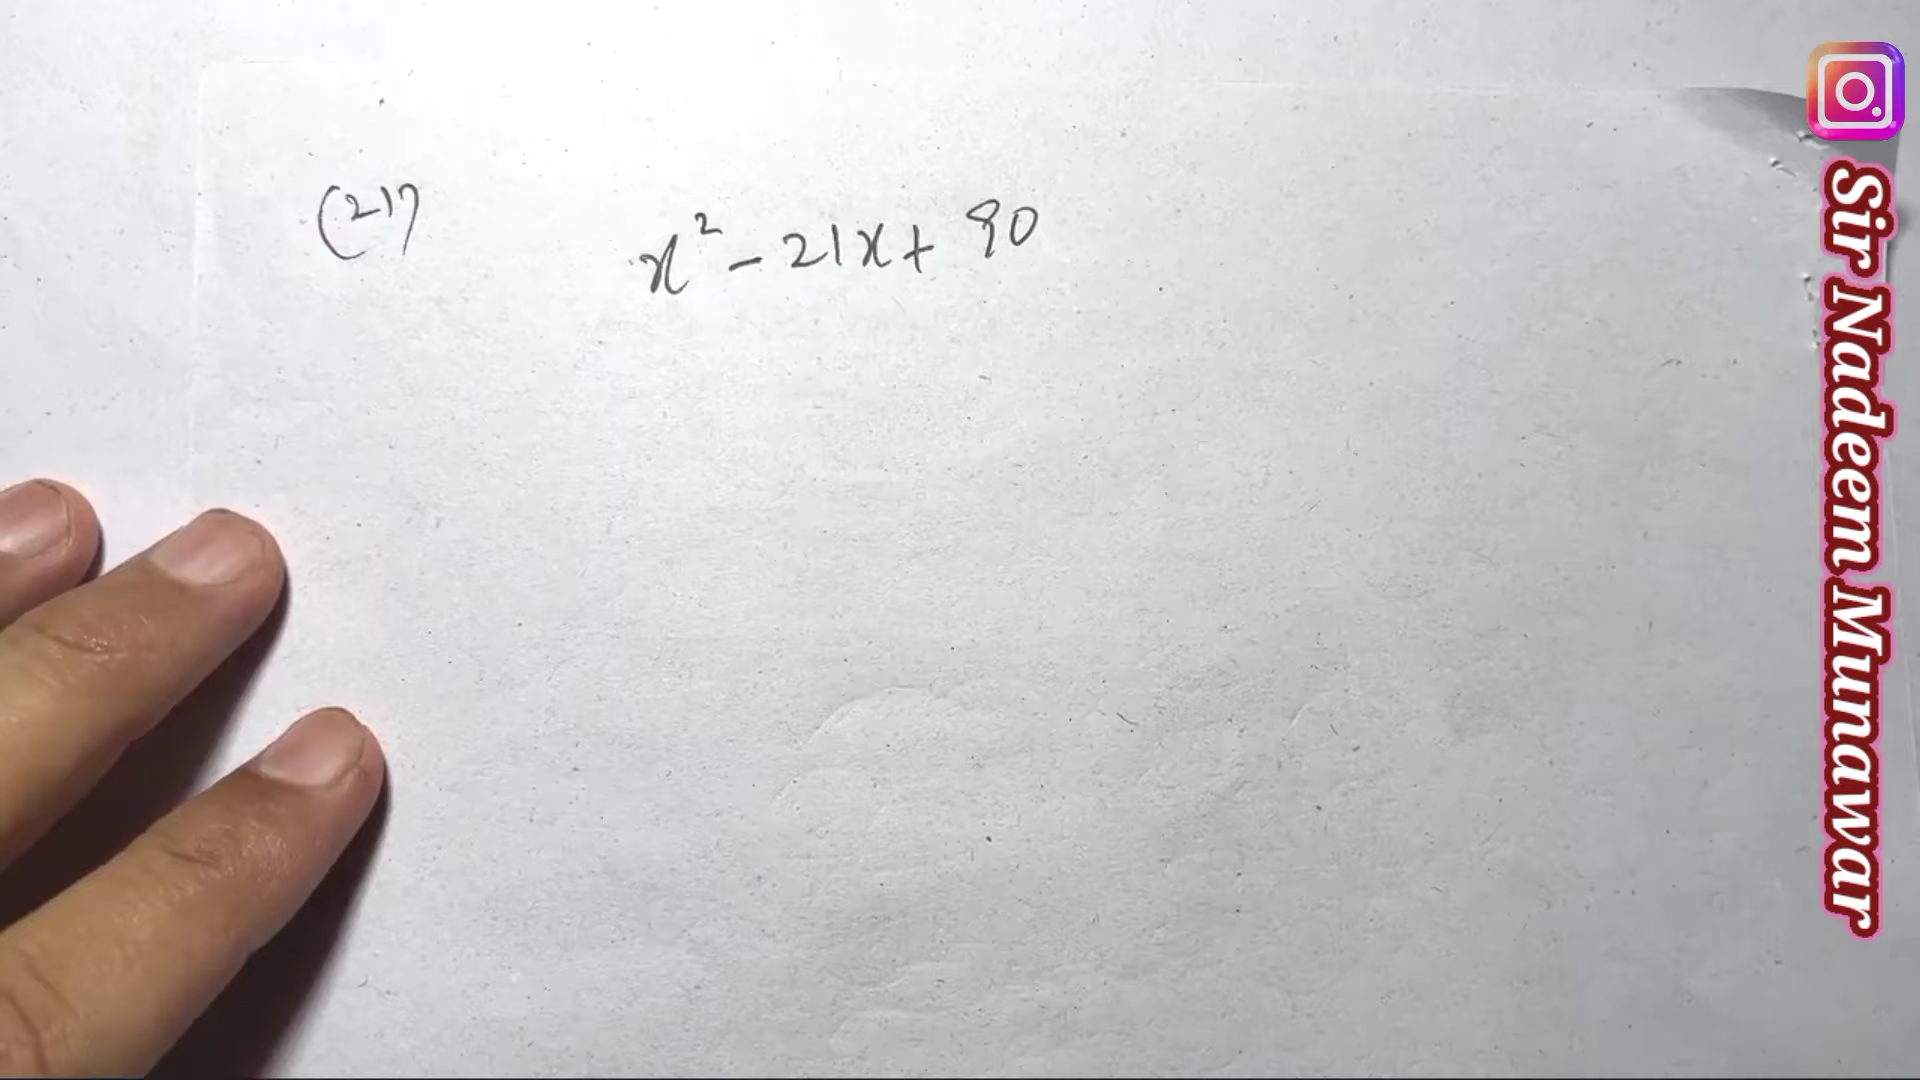 (21) x² - 21x + 90
Sir Nadeem Munawar